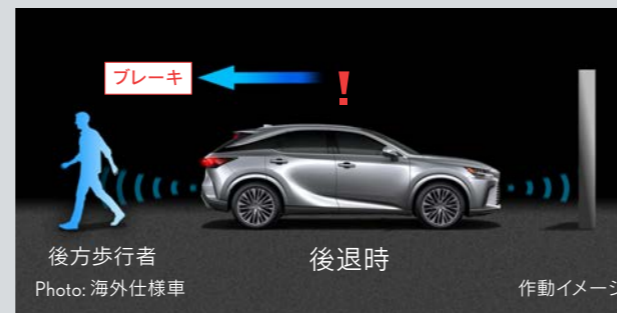 ブレーキ
!
後方歩行者
後退時
Photo: 海外仕様車
作動イメージ